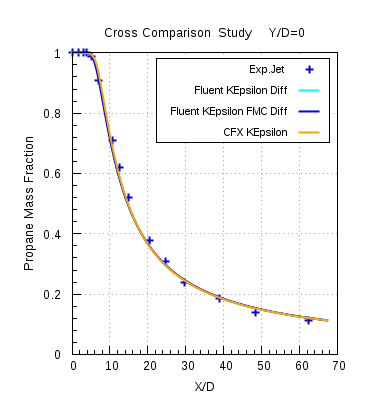 Cross Comparison Study Y/D=0
Exp.Jet
Fluent KEpsilon Diff
Fluent KEpsilon FMC Diff
CFX KEpsilon
Propane Mass Fraction
1
0.8
0.6
0.4
0.2
0
0 10 20 30 40 50 60 70
X/D